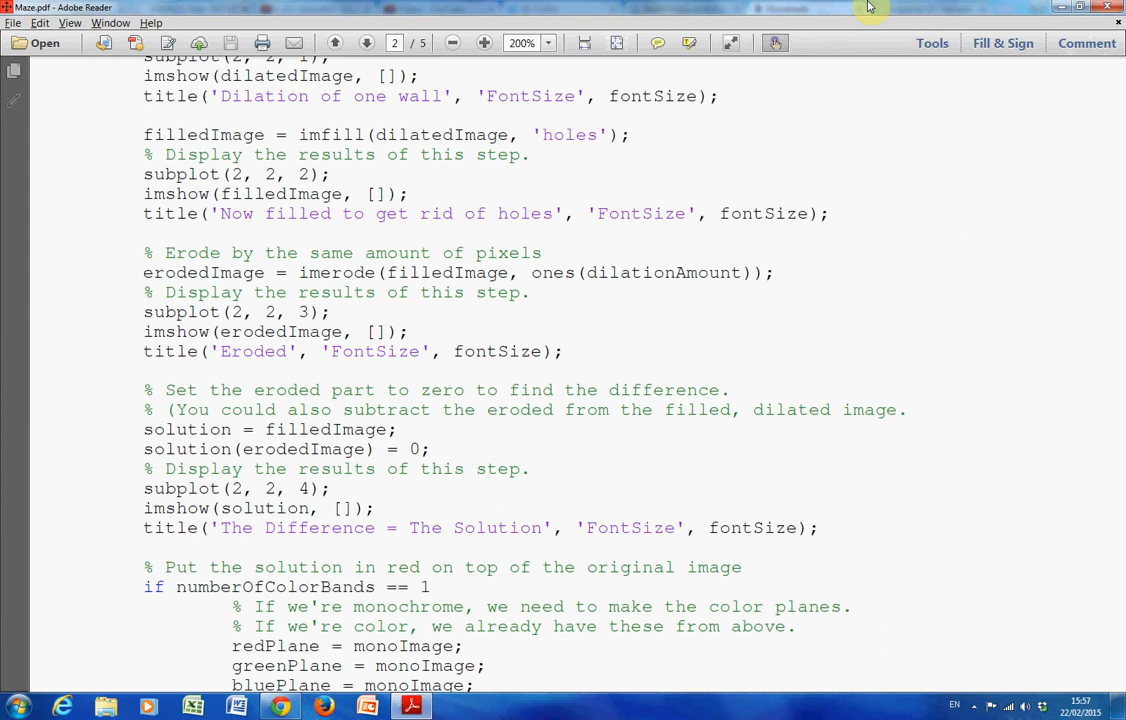 Maze.pdf - Adobe Reader
File Edit View Window Help
Open 2 / 5 200% Tools Fill & Sign Comment
subplot(2, 2, 1);
imshow(dilatedImage, []);
title('Dilation of one wall', 'FontSize', fontSize);
filledImage = imfill(dilatedImage, 'holes');
% Display the results of this step.
subplot(2, 2, 2);
imshow(filledImage, []);
title('Now filled to get rid of holes', 'FontSize', fontSize);
% Erode by the same amount of pixels
erodedImage = imerode(filledImage, ones(dilationAmount));
% Display the results of this step.
subplot(2, 2, 3);
imshow(erodedImage, []);
title('Eroded', 'FontSize', fontSize);
% Set the eroded part to zero to find the difference.
% (You could also subtract the eroded from the filled, dilated image.
solution = filledImage;
solution(erodedImage) = 0;
% Display the results of this step.
subplot(2, 2, 4);
imshow(solution, []);
title('The Difference = The Solution', 'FontSize', fontSize);
% Put the solution in red on top of the original image
if numberOfColorBands == 1
% If we're monochrome, we need to make the color planes.
% If we're color, we already have these from above.
redPlane = monoImage;
greenPlane = monoImage;
bluePlane = monoImage;
EN
15:57
22/02/2015